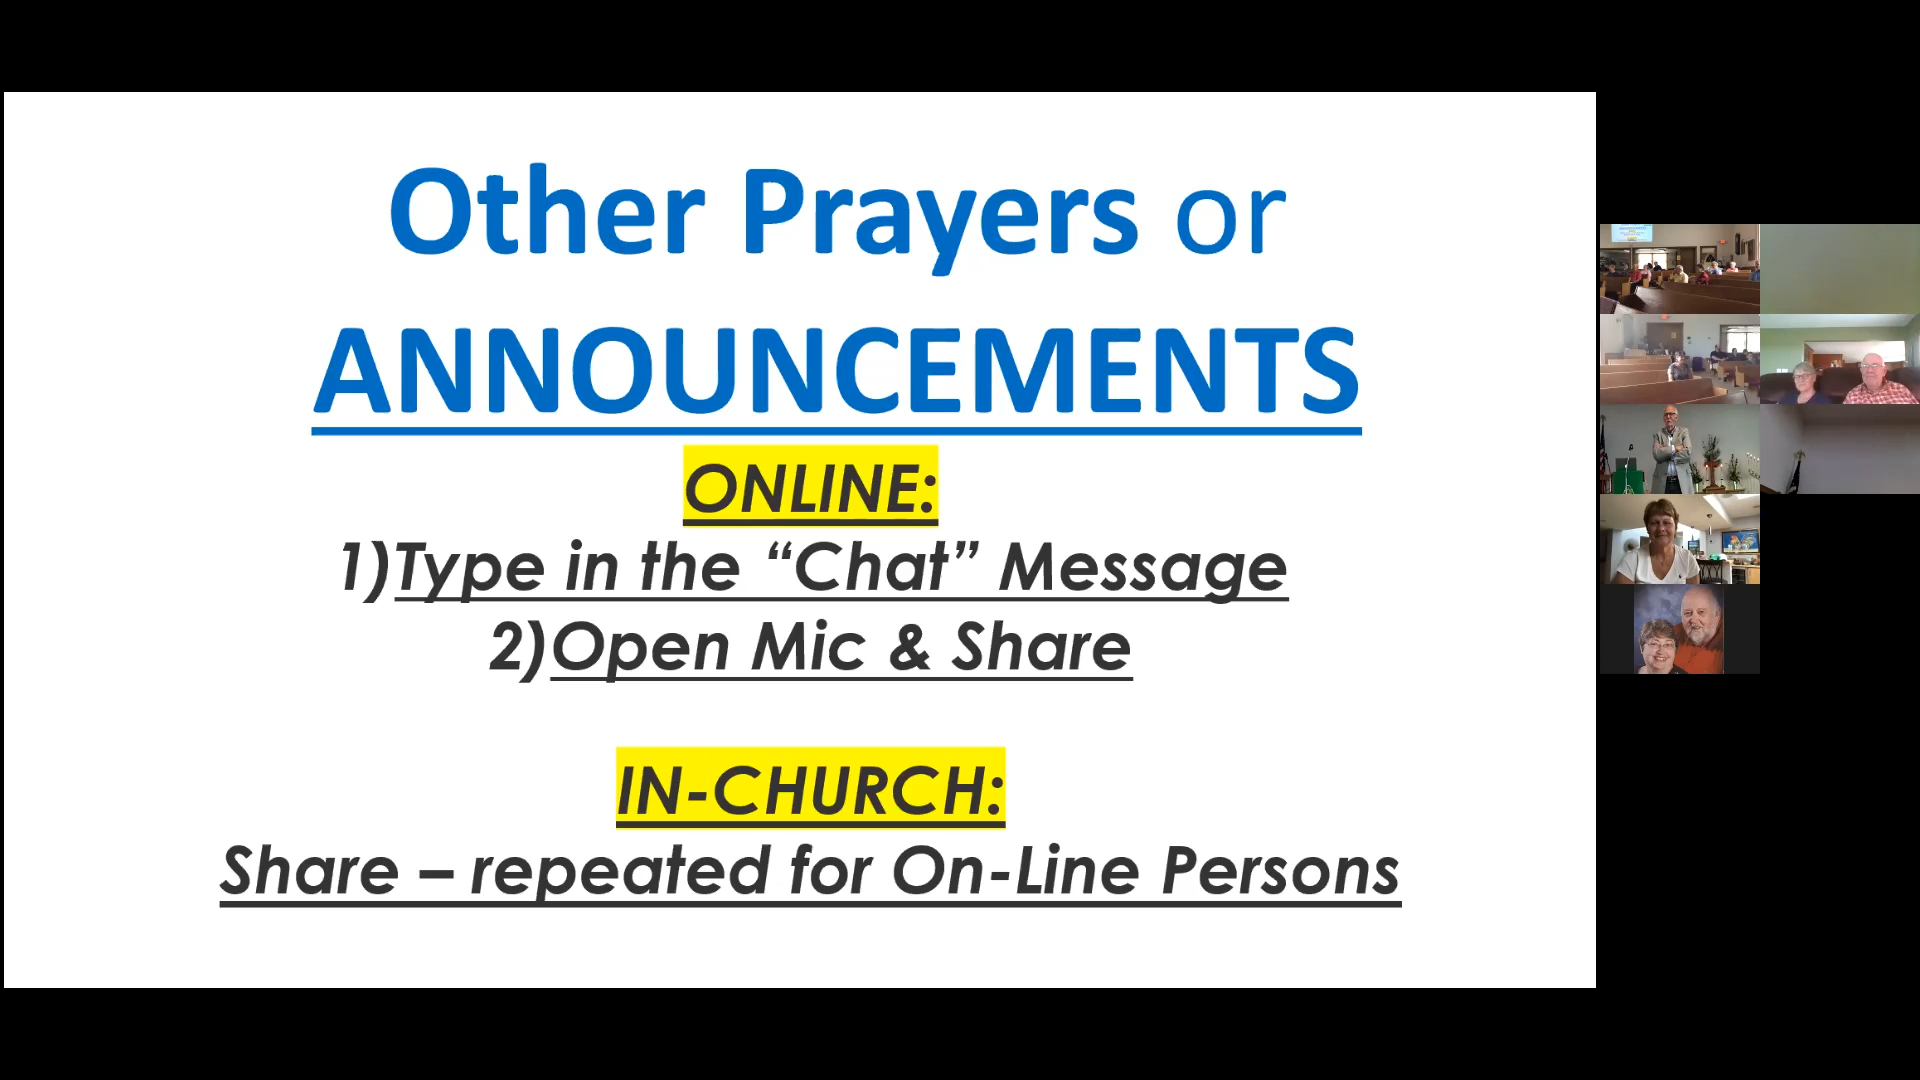 Other Prayers or
ANNOUNCEMENTS
ONLINE:
1)Type in the “Chat” Message
2)Open Mic & Share
IN-CHURCH:
Share – repeated for On-Line Persons